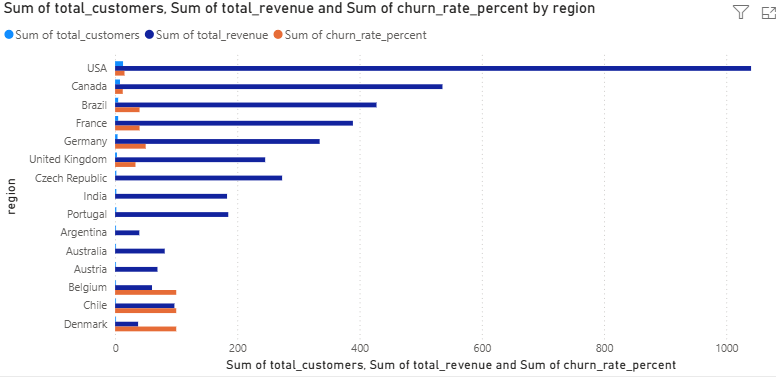 Sum of total_customers, Sum of total_revenue and Sum of churn_rate_percent by region
Sum of total_customers Sum of total_revenue Sum of churn_rate_percent
region
USA
Canada
Brazil
France
Germany
United Kingdom
Czech Republic
India
Portugal
Argentina
Australia
Austria
Belgium
Chile
Denmark
0 200 400 600 800 1000
Sum of total_customers, Sum of total_revenue and Sum of churn_rate_percent